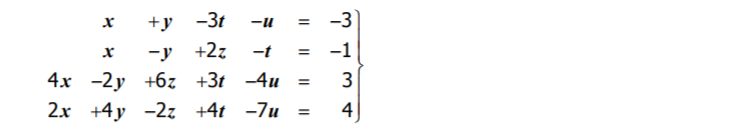 x +y −3t −u = −3
x −y +2z −t = −1
4x −2y +6z +3t −4u = 3
2x +4y −2z +4t −7u = 4